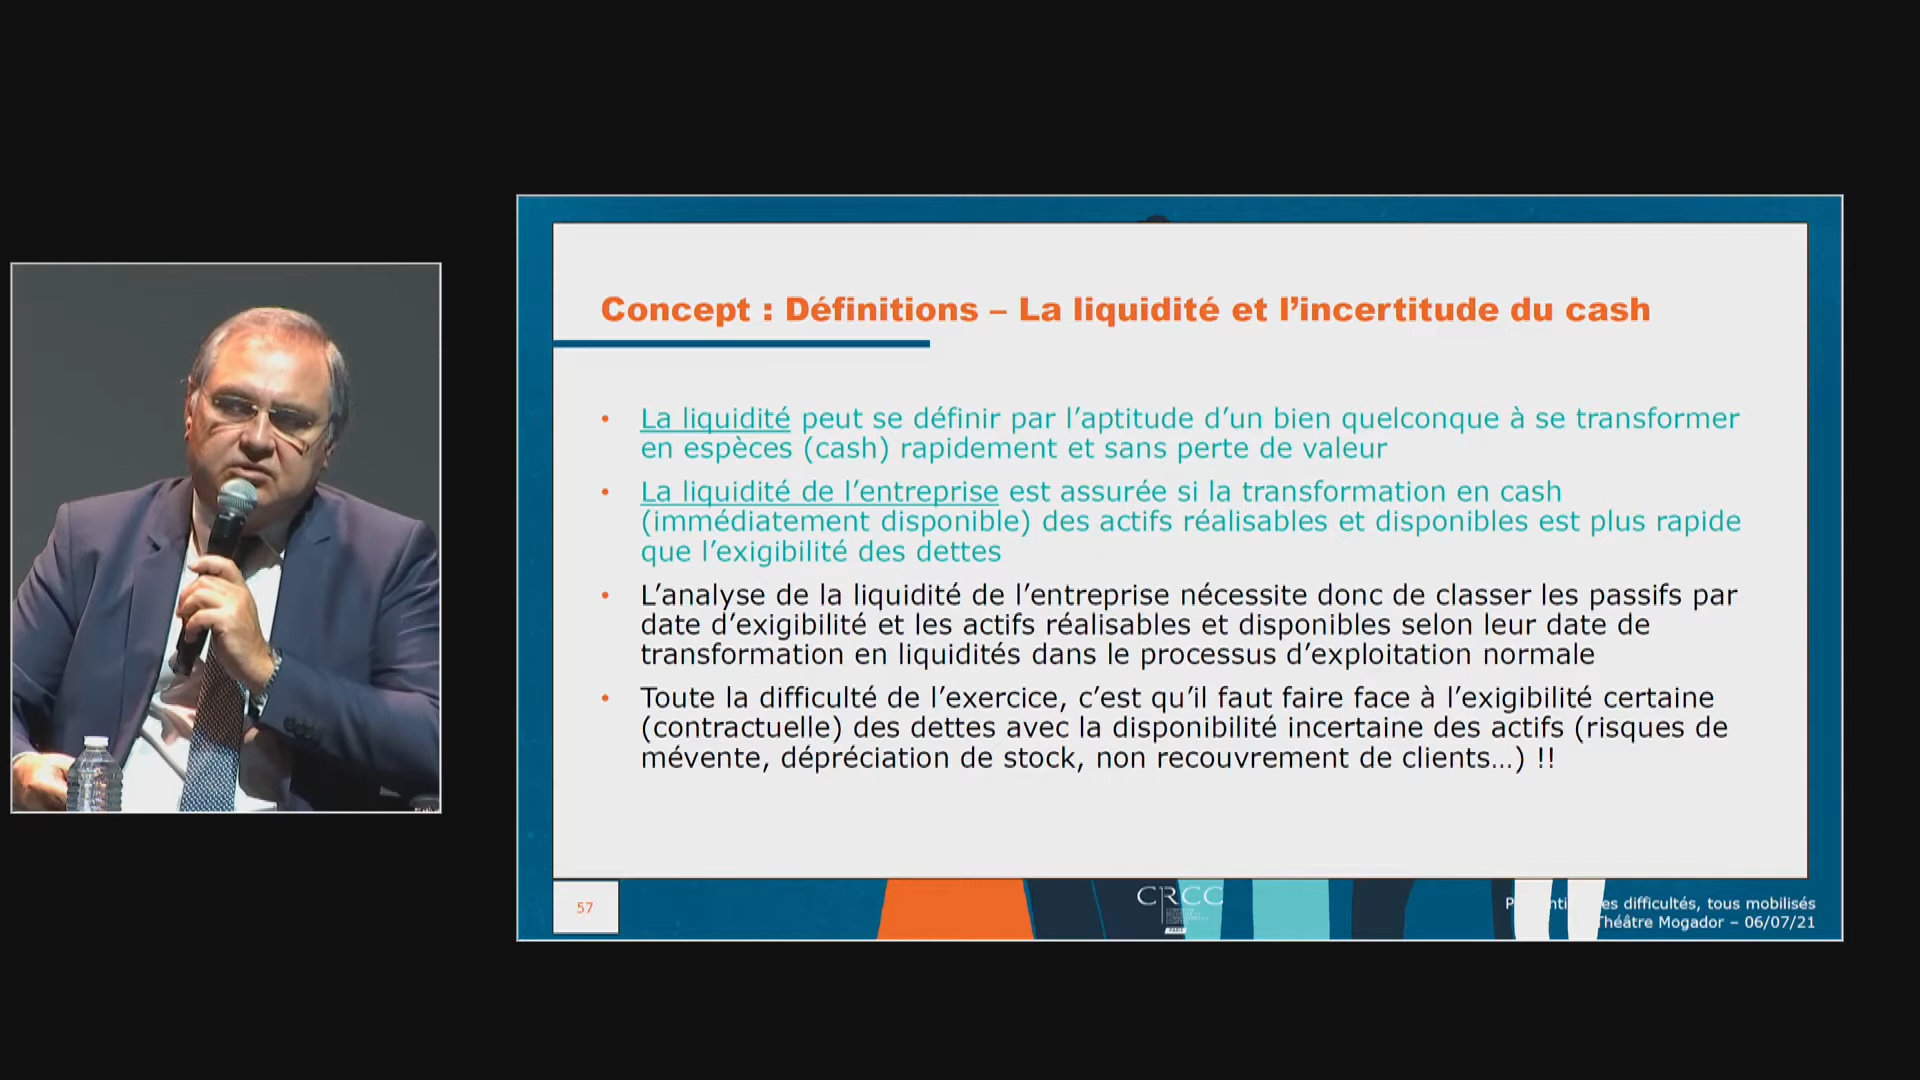 Concept : Définitions – La liquidité et l’incertitude du cash
• La liquidité peut se définir par l’aptitude d’un bien quelconque à se transformer
en espèces (cash) rapidement et sans perte de valeur
• La liquidité de l’entreprise est assurée si la transformation en cash
(immédiatement disponible) des actifs réalisables et disponibles est plus rapide
que l’exigibilité des dettes
• L’analyse de la liquidité de l’entreprise nécessite donc de classer les passifs par
date d’exigibilité et les actifs réalisables et disponibles selon leur date de
transformation en liquidités dans le processus d’exploitation normale
• Toute la difficulté de l’exercice, c’est qu’il faut faire face à l’exigibilité certaine
(contractuelle) des dettes avec la disponibilité incertaine des actifs (risques de
mévente, dépréciation de stock, non recouvrement de clients…) !!
57
CRCC
PARIS
difficultés, tous mobilisés
Théâtre Mogador – 06/07/21